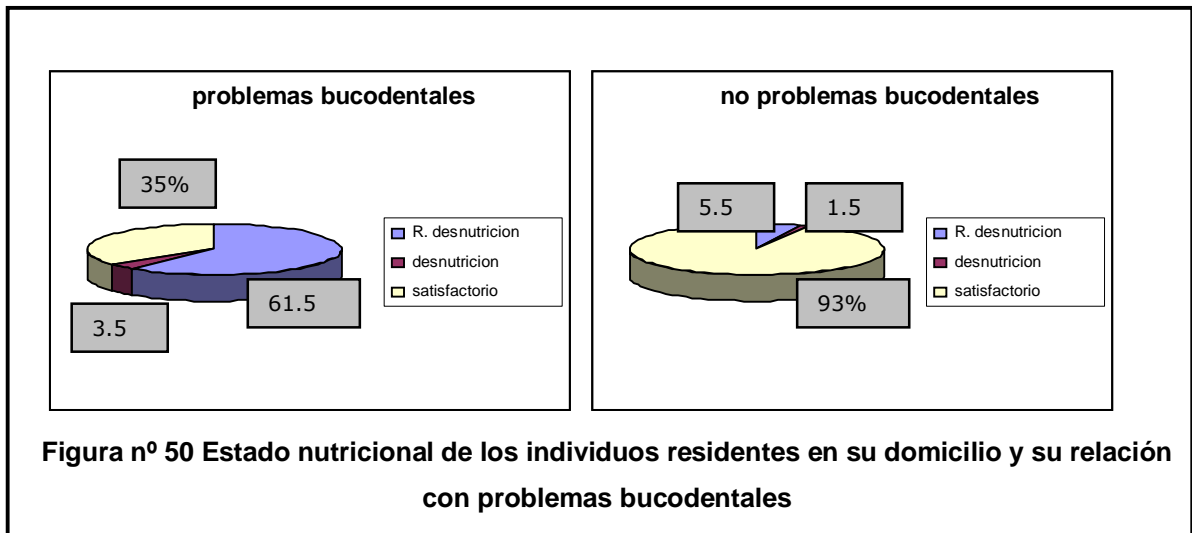 problemas bucodentales
35%
R. desnutricion
desnutricion
satisfactorio
61.5
3.5
no problemas bucodentales
5.5
1.5
R. desnutricion
desnutricion
satisfactorio
93%
Figura nº 50 Estado nutricional de los individuos residentes en su domicilio y su relación
con problemas bucodentales